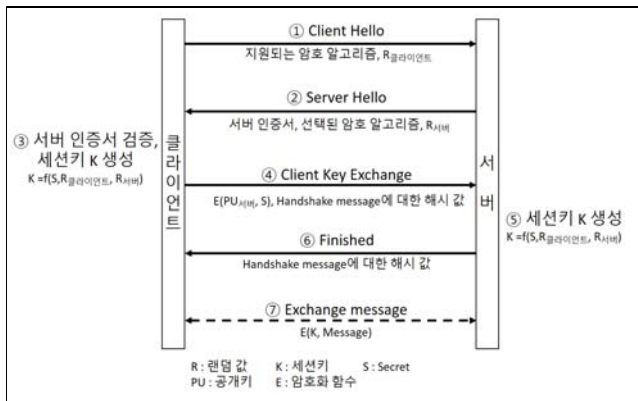 ① Client Hello
지원되는 암호 알고리즘, R클라이언트
② Server Hello
서버 인증서, 선택된 암호 알고리즘, R서버
③ 서버 인증서 검증,
세션키 K 생성
K =f(S,R클라이언트, R서버)
클라이언트
④ Client Key Exchange
E(PU서버, S), Handshake message에 대한 해시 값
서버
⑤ 세션키 K 생성
K =f(S,R클라이언트, R서버)
⑥ Finished
Handshake message에 대한 해시 값
⑦ Exchange message
E(K, Message)
R : 랜덤 값 K : 세션키 S : Secret
PU : 공개키 E : 암호화 함수